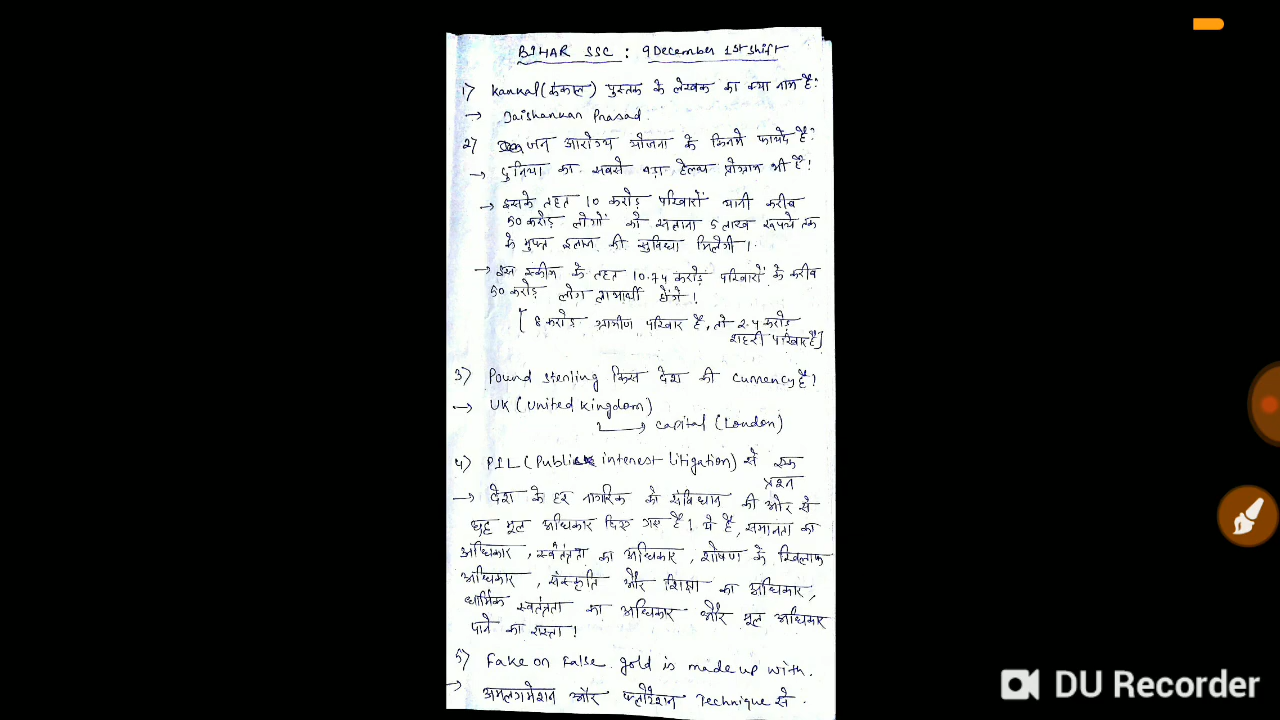 BIHAR SSC : 9 December 1st shift
1) Kankal (कंकाल) पुस्तक के लेखक का क्या नाम है?
→ Jaishankar Prasad.
2) जन आरोग्य योजना के कितने फायदे है?
→ दुनिया का सबसे बड़ा हेल्थ प्रोग्राम भी है!
→ इसके तहत 10 करोड़ परिवारों यानी करीब
50 करोड़ लोगों को सलाना 5 लाख रूपये तक
के मुफ्त इलाज की सुविधा मिलेगी।
→ इस स्कीम के तहत 10.74 करोड़ परिवारों के करीब
50 करोड़ लोग लाभार्थी होंगे!
[ 8 करोड़ ग्रामीण परिवार है, तो 2.4 करोड़
शहरी परिवार है]
3) Pound sterling किस देश की currency है?
→ UK (United Kingdom)
→ Capital (London)
4) PIL (Public interest litigation) से एक
प्रश्न
→ देश के हर नागरिक को संविधान की ओर से
छह मूल अधिकार दिए गए है। ये है, समानता का
अधिकार, स्वतंत्रता का अधिकार, शोषण के खिलाफ
अधिकार, संस्कृति और शिक्षा का अधिकार,
धार्मिक स्वतंत्रता का अधिकार और मूल अधिकार
पाने का रास्ता!
5) Fake or False gold is made up with.
→ अमलगमेशन और फ्लोटेशन Technique से.
DU Recorder